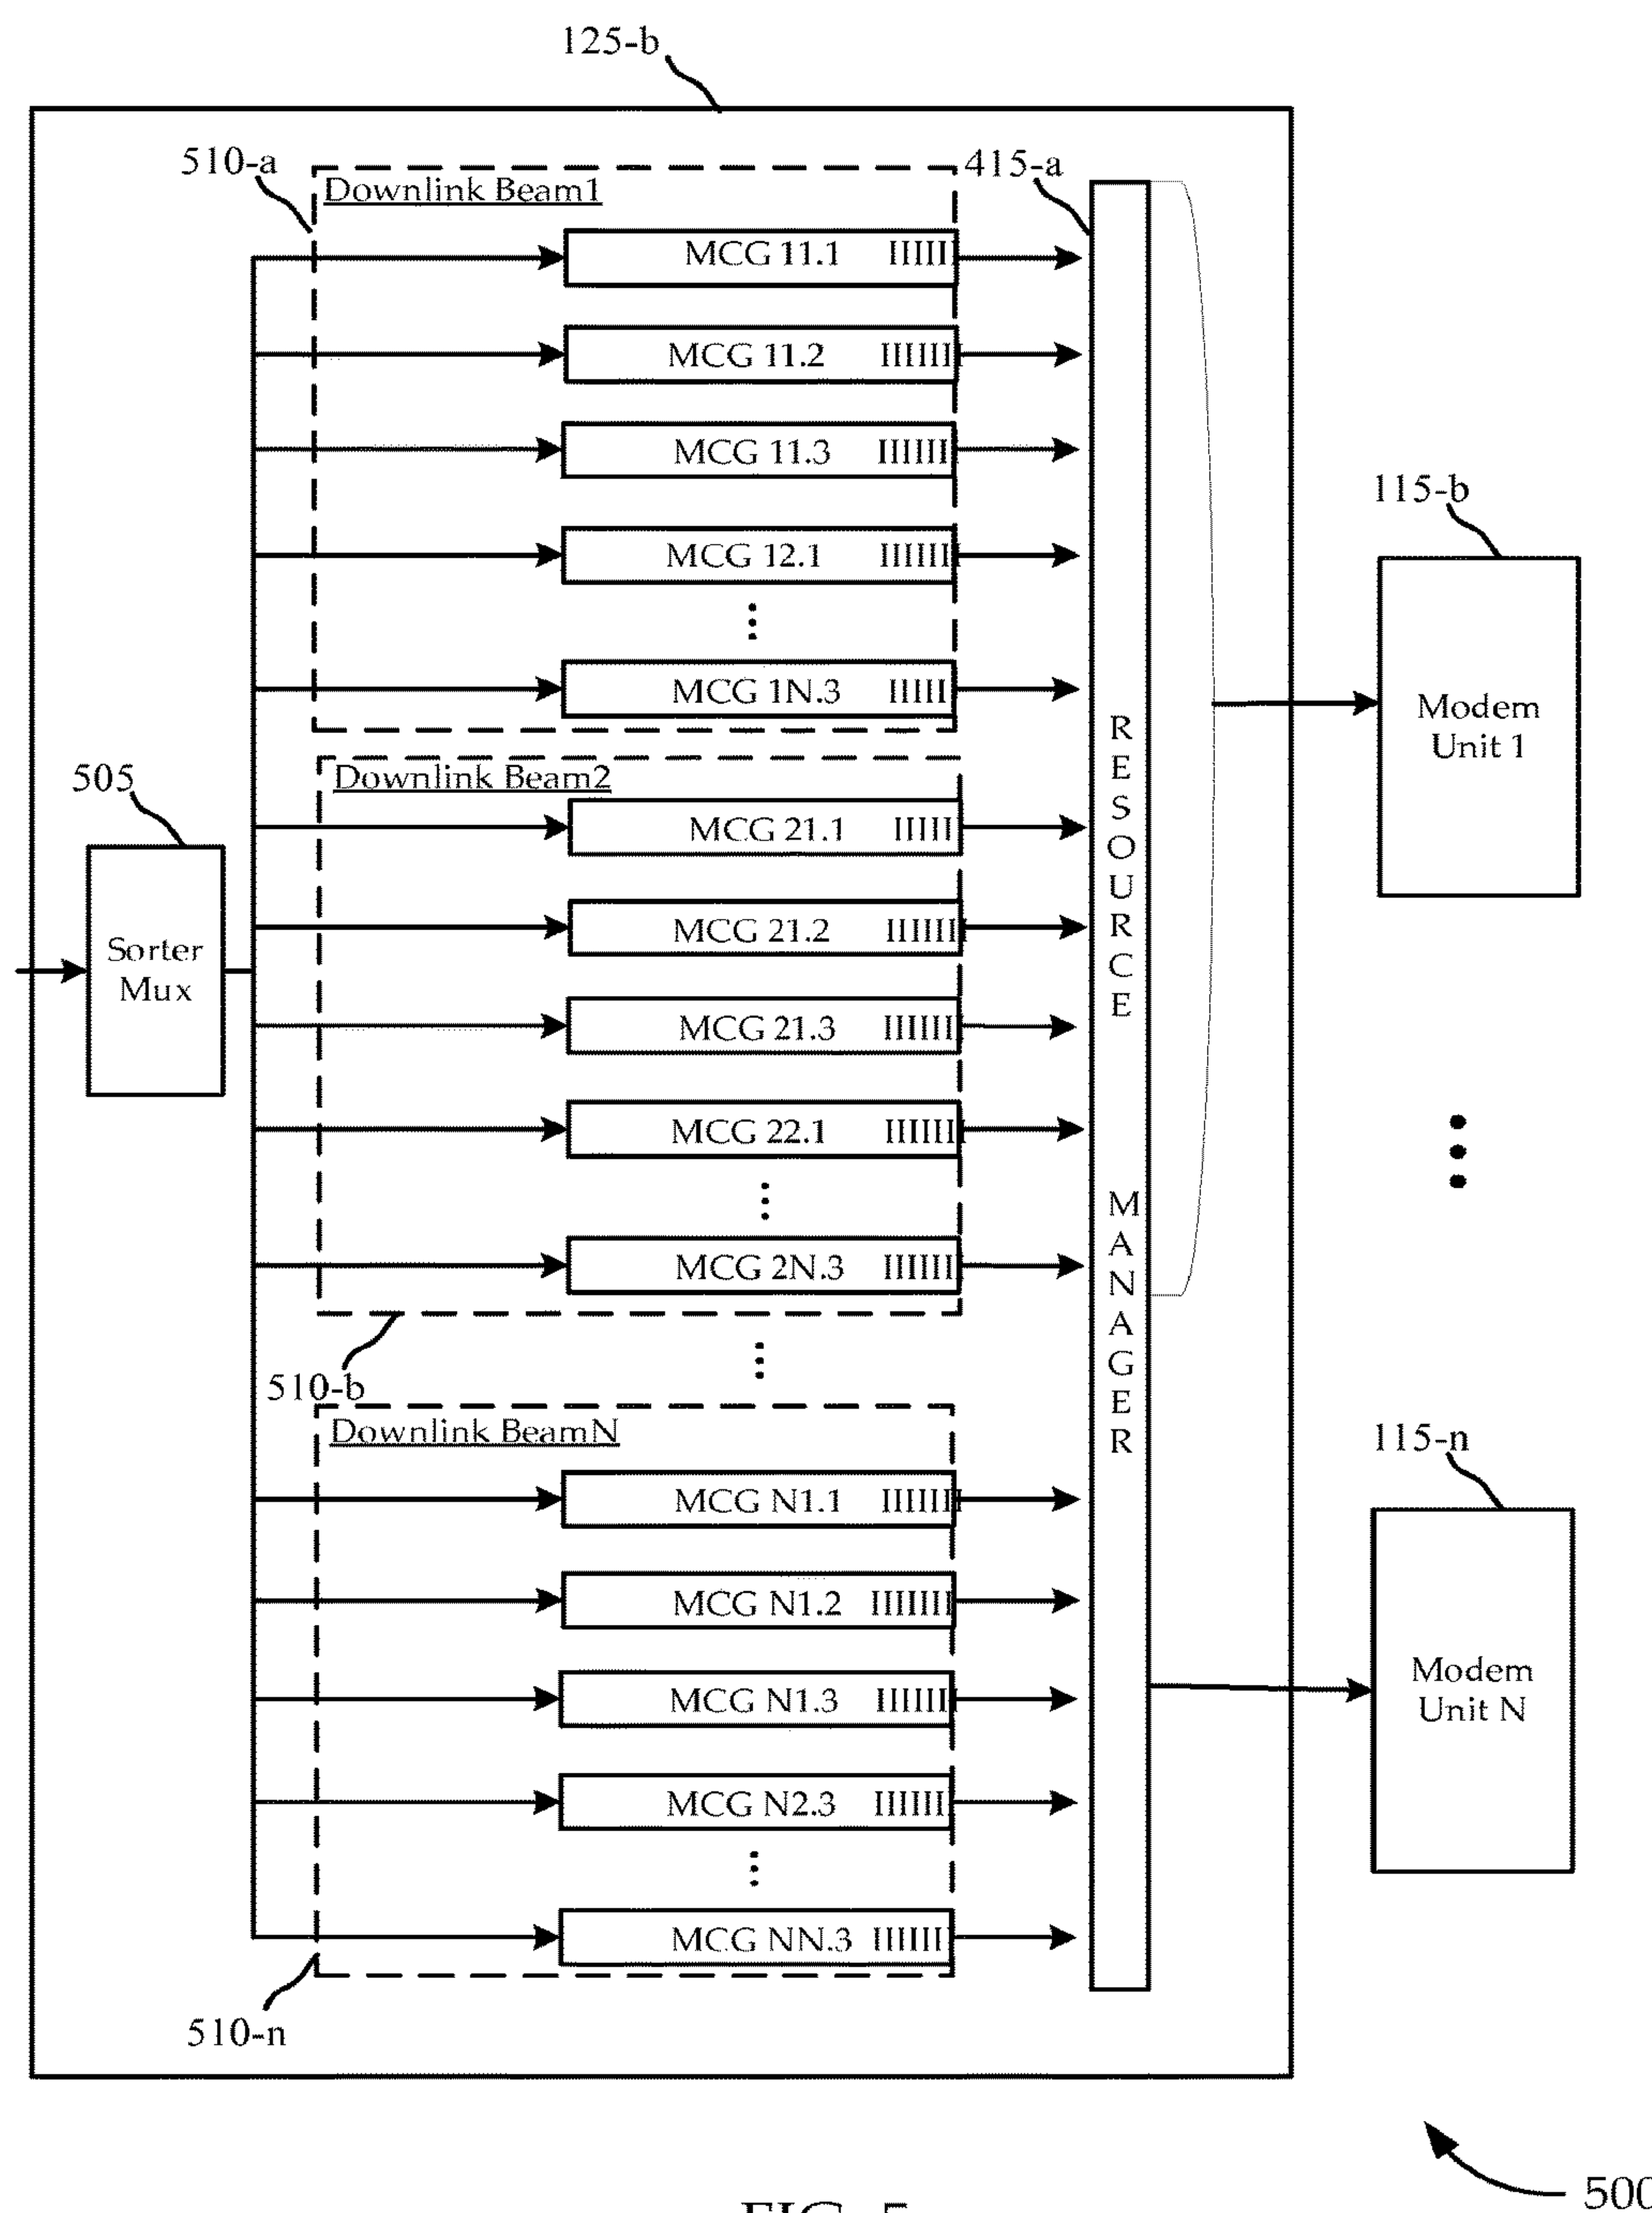 125-b
510-a
415-a
Downlink Beam1
MCG 11.1
MCG 11.2
MCG 11.3
MCG 12.1
MCG 1N.3
115-b
Modem
Unit 1
RESOURCE
MANAGER
505
Sorter
Mux
Downlink Beam2
MCG 21.1
MCG 21.2
MCG 21.3
MCG 22.1
MCG 2N.3
510-b
Downlink BeamN
MCG N1.1
MCG N1.2
MCG N1.3
MCG N2.3
MCG NN.3
510-n
115-n
Modem
Unit N
500
FIG. 5